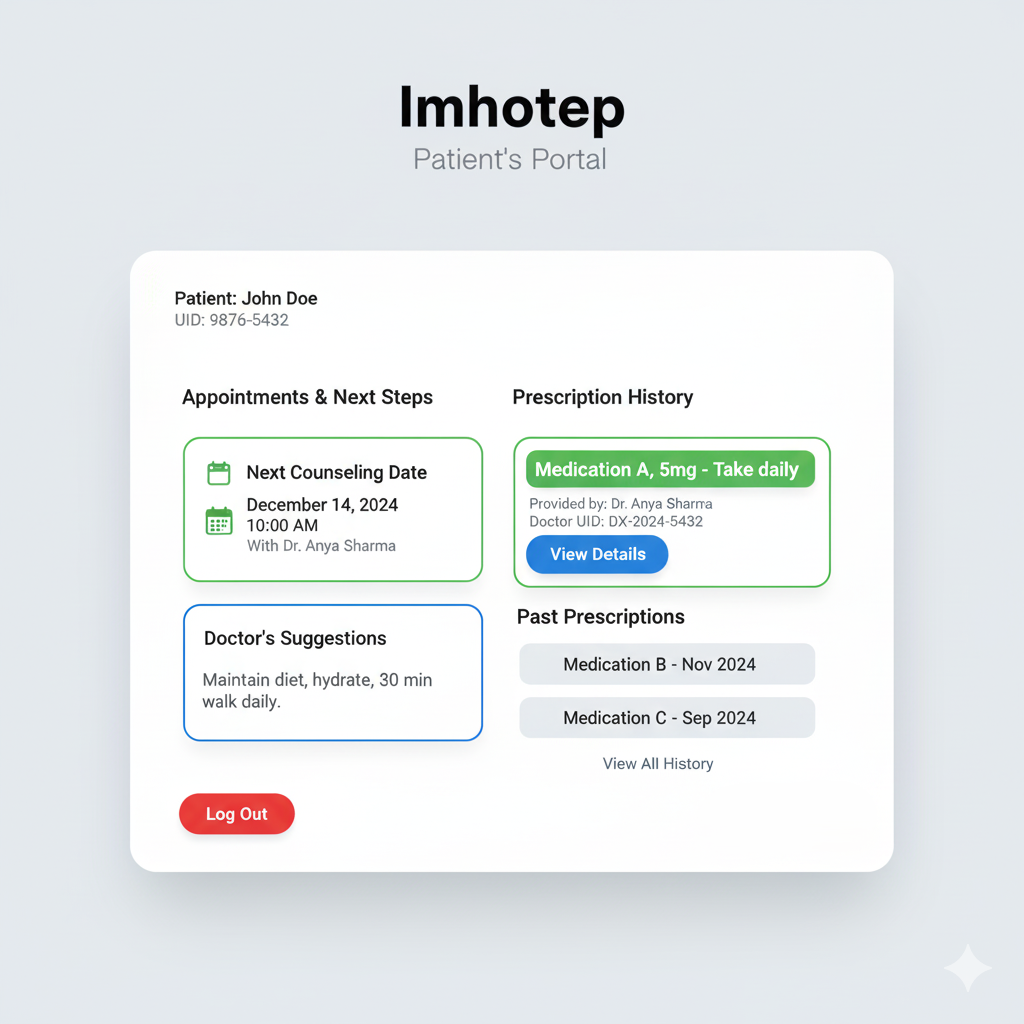 Imhotep
Patient's Portal
Patient: John Doe
UID: 9876-5432
Appointments & Next Steps
Next Counseling Date
December 14, 2024
10:00 AM
With Dr. Anya Sharma
Doctor's Suggestions
Maintain diet, hydrate, 30 min
walk daily.
Log Out
Prescription History
Medication A, 5mg - Take daily
Provided by: Dr. Anya Sharma
Doctor UID: DX-2024-5432
View Details
Past Prescriptions
Medication B - Nov 2024
Medication C - Sep 2024
View All History